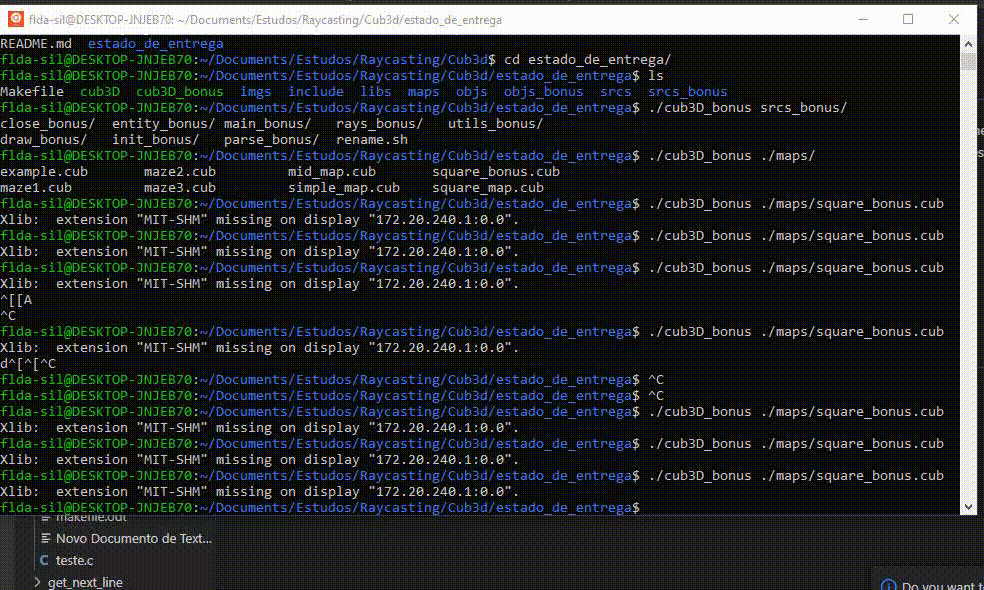 flda-sil@DESKTOP-JNJEB70: ~/Documents/Estudos/Raycasting/Cub3d/estado_de_entrega
README.md  estado_de_entrega
flda-sil@DESKTOP-JNJEB70:~/Documents/Estudos/Raycasting/Cub3d$ cd estado_de_entrega/
flda-sil@DESKTOP-JNJEB70:~/Documents/Estudos/Raycasting/Cub3d/estado_de_entrega$ ls
Makefile  cub3D  cub3D_bonus  imgs  include  libs  maps  objs  objs_bonus  srcs  srcs_bonus
flda-sil@DESKTOP-JNJEB70:~/Documents/Estudos/Raycasting/Cub3d/estado_de_entrega$ ./cub3D_bonus srcs_bonus/
close_bonus/  entity_bonus/ main_bonus/   rays_bonus/   utils_bonus/
draw_bonus/   init_bonus/   parse_bonus/  rename.sh
flda-sil@DESKTOP-JNJEB70:~/Documents/Estudos/Raycasting/Cub3d/estado_de_entrega$ ./cub3D_bonus ./maps/
example.cub       maze2.cub         mid_map.cub       square_bonus.cub
maze1.cub         maze3.cub         simple_map.cub    square_map.cub
flda-sil@DESKTOP-JNJEB70:~/Documents/Estudos/Raycasting/Cub3d/estado_de_entrega$ ./cub3D_bonus ./maps/square_bonus.cub
Xlib:  extension "MIT-SHM" missing on display "172.20.240.1:0.0".
flda-sil@DESKTOP-JNJEB70:~/Documents/Estudos/Raycasting/Cub3d/estado_de_entrega$ ./cub3D_bonus ./maps/square_bonus.cub
Xlib:  extension "MIT-SHM" missing on display "172.20.240.1:0.0".
flda-sil@DESKTOP-JNJEB70:~/Documents/Estudos/Raycasting/Cub3d/estado_de_entrega$ ./cub3D_bonus ./maps/square_bonus.cub
Xlib:  extension "MIT-SHM" missing on display "172.20.240.1:0.0".
^[[A
^C
flda-sil@DESKTOP-JNJEB70:~/Documents/Estudos/Raycasting/Cub3d/estado_de_entrega$ ./cub3D_bonus ./maps/square_bonus.cub
Xlib:  extension "MIT-SHM" missing on display "172.20.240.1:0.0".
d^[^[^C
flda-sil@DESKTOP-JNJEB70:~/Documents/Estudos/Raycasting/Cub3d/estado_de_entrega$ ^C
flda-sil@DESKTOP-JNJEB70:~/Documents/Estudos/Raycasting/Cub3d/estado_de_entrega$ ^C
flda-sil@DESKTOP-JNJEB70:~/Documents/Estudos/Raycasting/Cub3d/estado_de_entrega$ ./cub3D_bonus ./maps/square_bonus.cub
Xlib:  extension "MIT-SHM" missing on display "172.20.240.1:0.0".
flda-sil@DESKTOP-JNJEB70:~/Documents/Estudos/Raycasting/Cub3d/estado_de_entrega$ ./cub3D_bonus ./maps/square_bonus.cub
Xlib:  extension "MIT-SHM" missing on display "172.20.240.1:0.0".
flda-sil@DESKTOP-JNJEB70:~/Documents/Estudos/Raycasting/Cub3d/estado_de_entrega$ ./cub3D_bonus ./maps/square_bonus.cub
Xlib:  extension "MIT-SHM" missing on display "172.20.240.1:0.0".
flda-sil@DESKTOP-JNJEB70:~/Documents/Estudos/Raycasting/Cub3d/estado_de_entrega$
Novo Documento de Text...
C teste.c
> get_next_line
Do you want